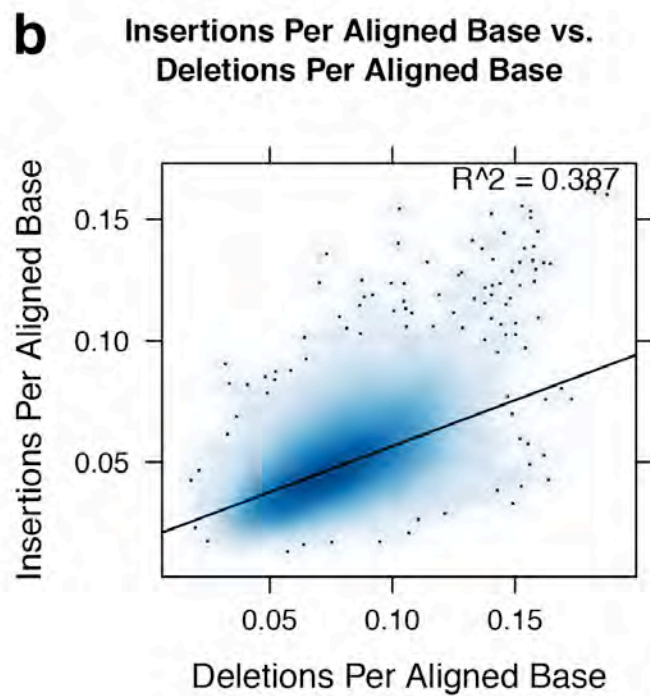 b
Insertions Per Aligned Base vs.
Deletions Per Aligned Base
R^2 = 0.387
Insertions Per Aligned Base
0.15
0.10
0.05
0.05 0.10 0.15
Deletions Per Aligned Base